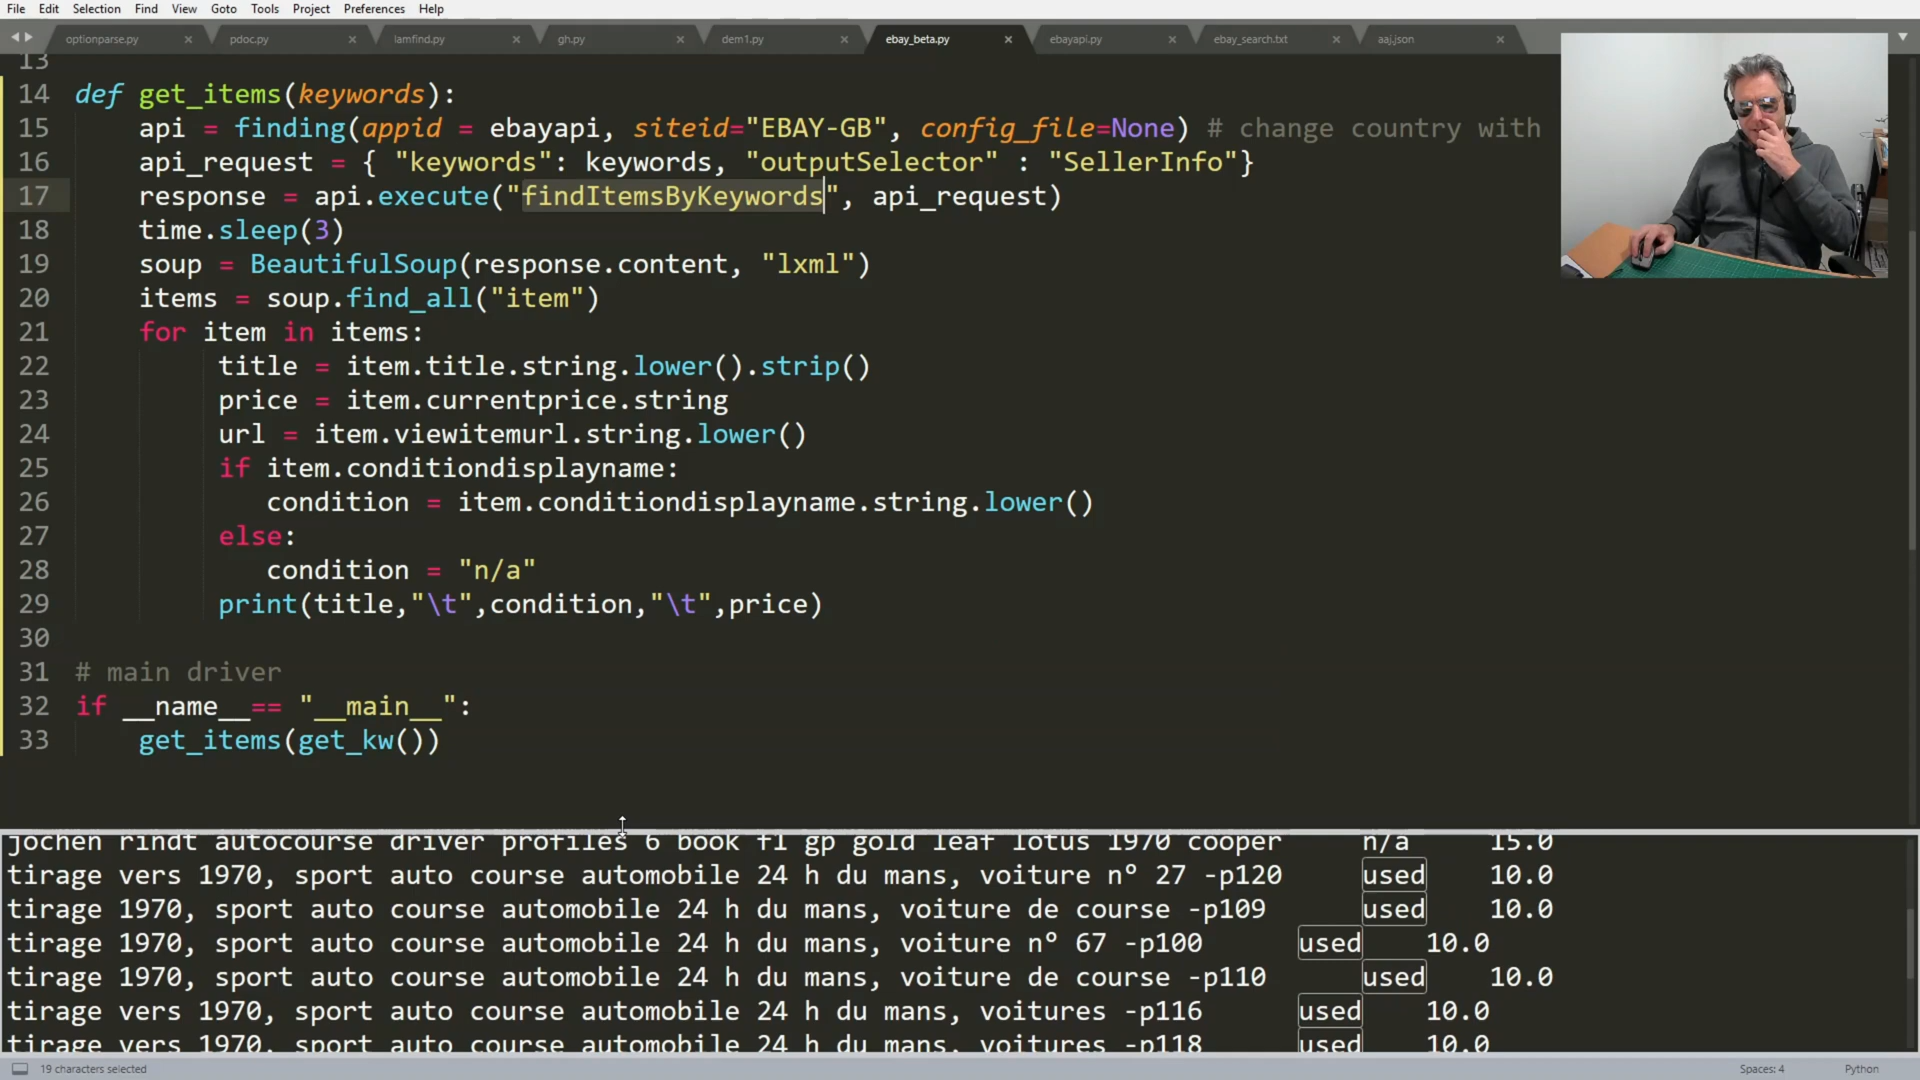 File Edit Selection Find View Goto Tools Project Preferences Help
optionparse.py × pdoc.py × iamfind.py × gh.py × dem1.py × ebay_beta.py × ebayapi.py × ebay_search.txt × aaj.json ×
13
14 def get_items(keywords):
15 api = finding(appid = ebayapi, siteid="EBAY-GB", config_file=None) # change country with
16 api_request = { "keywords": keywords, "outputSelector" : "SellerInfo"}
17 response = api.execute("findItemsByKeywords", api_request)
18 time.sleep(3)
19 soup = BeautifulSoup(response.content, "lxml")
20 items = soup.find_all("item")
21 for item in items:
22 title = item.title.string.lower().strip()
23 price = item.currentprice.string
24 url = item.viewitemurl.string.lower()
25 if item.conditiondisplayname:
26 condition = item.conditiondisplayname.string.lower()
27 else:
28 condition = "n/a"
29 print(title,"\t",condition,"\t",price)
30
31 # main driver
32 if __name__== "__main__":
33 get_items(get_kw())
jochen rindt autocourse driver profiles 6 book f1 gp gold leaf lotus 1970 cooper n/a 15.0
tirage vers 1970, sport auto course automobile 24 h du mans, voiture n° 27 -p120 used 10.0
tirage 1970, sport auto course automobile 24 h du mans, voiture de course -p109 used 10.0
tirage 1970, sport auto course automobile 24 h du mans, voiture n° 67 -p100 used 10.0
tirage 1970, sport auto course automobile 24 h du mans, voiture de course -p110 used 10.0
tirage vers 1970, sport auto course automobile 24 h du mans, voitures -p116 used 10.0
tirage vers 1970, sport auto course automobile 24 h du mans, voitures -p118 used 10.0
19 characters selected Spaces: 4 Python